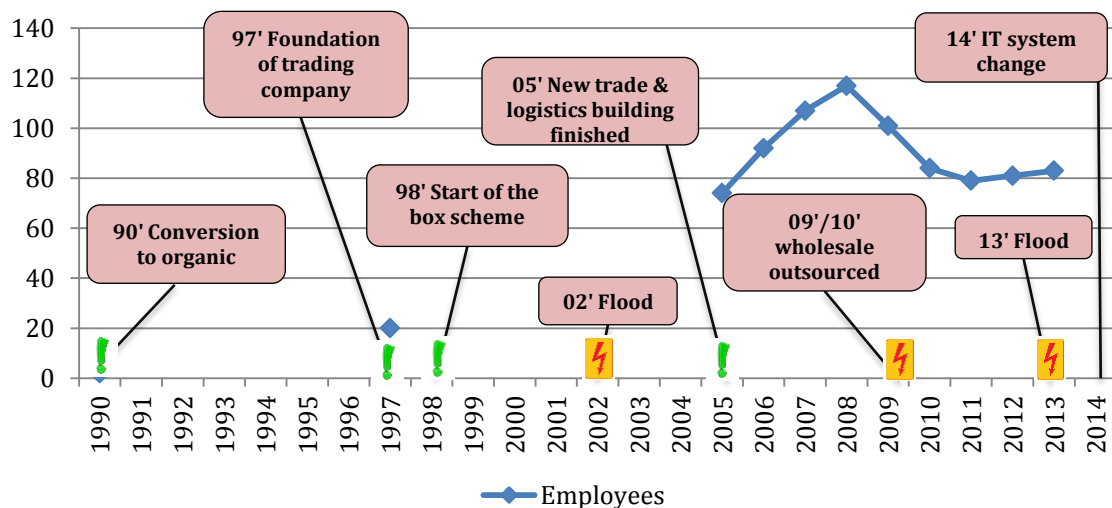 140
120
100
80
60
40
20
0
97' Foundation
of trading
company
14' IT system
change
05' New trade &
logistics building
finished
98' Start of the
box scheme
90' Conversion
to organic
09'/10'
wholesale
outsourced
13' Flood
02' Flood
1990
1991
1992
1993
1994
1995
1996
1997
1998
1999
2000
2001
2002
2003
2004
2005
2006
2007
2008
2009
2010
2011
2012
2013
2014
Employees